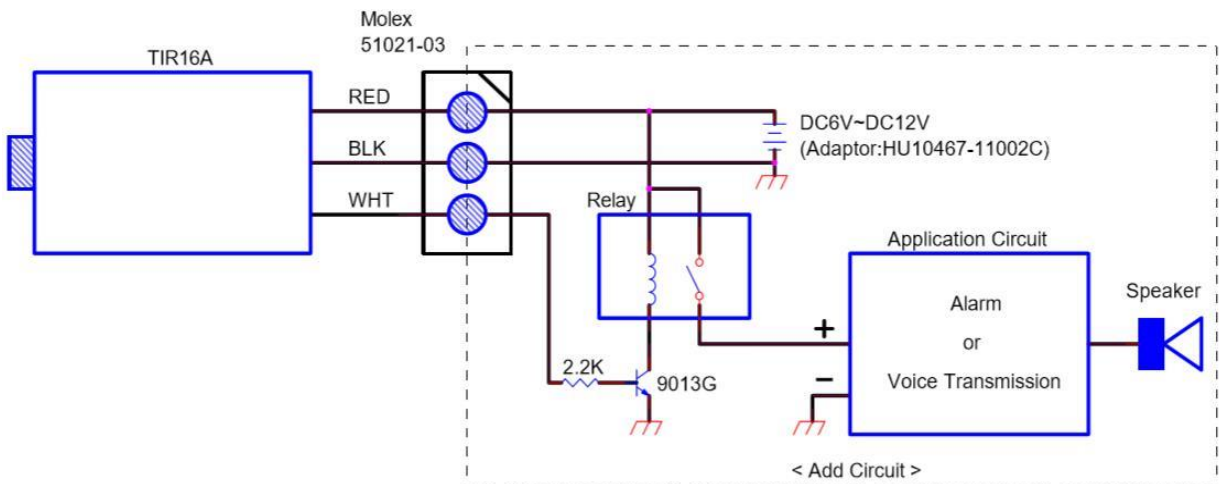 Molex
51021-03
TIR16A
RED
BLK
WHT
DC6V~DC12V
(Adaptor:HU10467-11002C)
Relay
Application Circuit
Alarm
or
Voice Transmission
Speaker
+
−
2.2K
9013G
< Add Circuit >